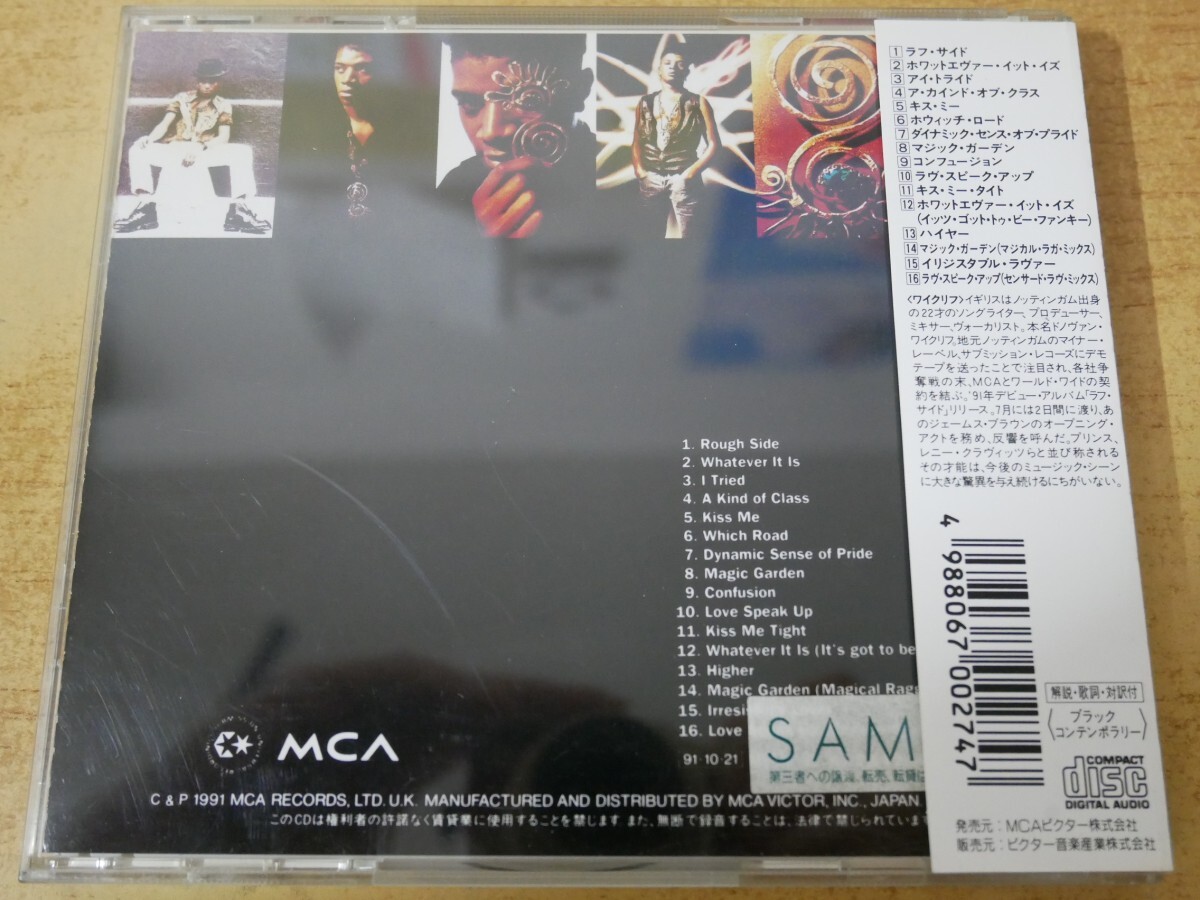 1 ラフ・サイド
2 ホワットエヴァー・イット・イズ
3 アイ・トライド
4 ア・カインド・オブ・クラス
5 キス・ミー
6 ホウィッチ・ロード
7 ダイナミック・センス・オブ・プライド
8 マジック・ガーデン
9 コンフュージョン
10 ラヴ・スピーク・アップ
11 キス・ミー・タイト
12 ホワットエヴァー・イット・イズ
(イッツ・ゴット・トゥ・ビー・ファンキー)
13 ハイヤー
14 マジック・ガーデン(マジカル・ラガ・ミックス)
15 イリジスタブル・ラヴァー
16 ラヴ・スピーク・アップ(センサード・ラヴ・ミックス)
〈ワイクリフ〉イギリスはノッティンガム出身
の22才のソングライター、プロデューサー、
ミキサー、ヴォーカリスト。本名ドノヴァン・
ワイクリフ。地元ノッティンガムのマイナー・
レーベル、サブミッション・レコーズにデモ
テープを送ったことで注目され、各社争
奪戦の末、MCAとワールド・ワイドの契
約を結ぶ。'91年デビュー・アルバム「ラフ・
サイド」リリース。7月には2日間に渡り、あ
のジェームス・ブラウンのオープニング・
アクトを務め、反響を呼んだ。プリンス、
レニー・クラヴィッツらと並び称される
その才能は、今後のミュージック・シーン
に大きな驚異を与え続けるにちがいない。
1. Rough Side
2. Whatever It Is
3. I Tried
4. A Kind of Class
5. Kiss Me
6. Which Road
7. Dynamic Sense of Pride
8. Magic Garden
9. Confusion
10. Love Speak Up
11. Kiss Me Tight
12. Whatever It Is (It's got to be
13. Higher
14. Magic Garden (Magical Ragg
15. Irresis
16. Love
91·10·21
SAM
第三者への譲渡、転売、転貸は
4 988067 002747
解説・歌詞・対訳付
〈ブラック
コンテンポラリー〉
COMPACT
disc
DIGITAL AUDIO
MCA
C & P 1991 MCA RECORDS, LTD. U.K. MANUFACTURED AND DISTRIBUTED BY MCA VICTOR, INC., JAPAN.
このCDは権利者の許諾なく賃貸業に使用することを禁じます また、無断で録音することは、法律で禁じられています
発売元:MCAビクター株式会社
販売元:ビクター音楽産業株式会社